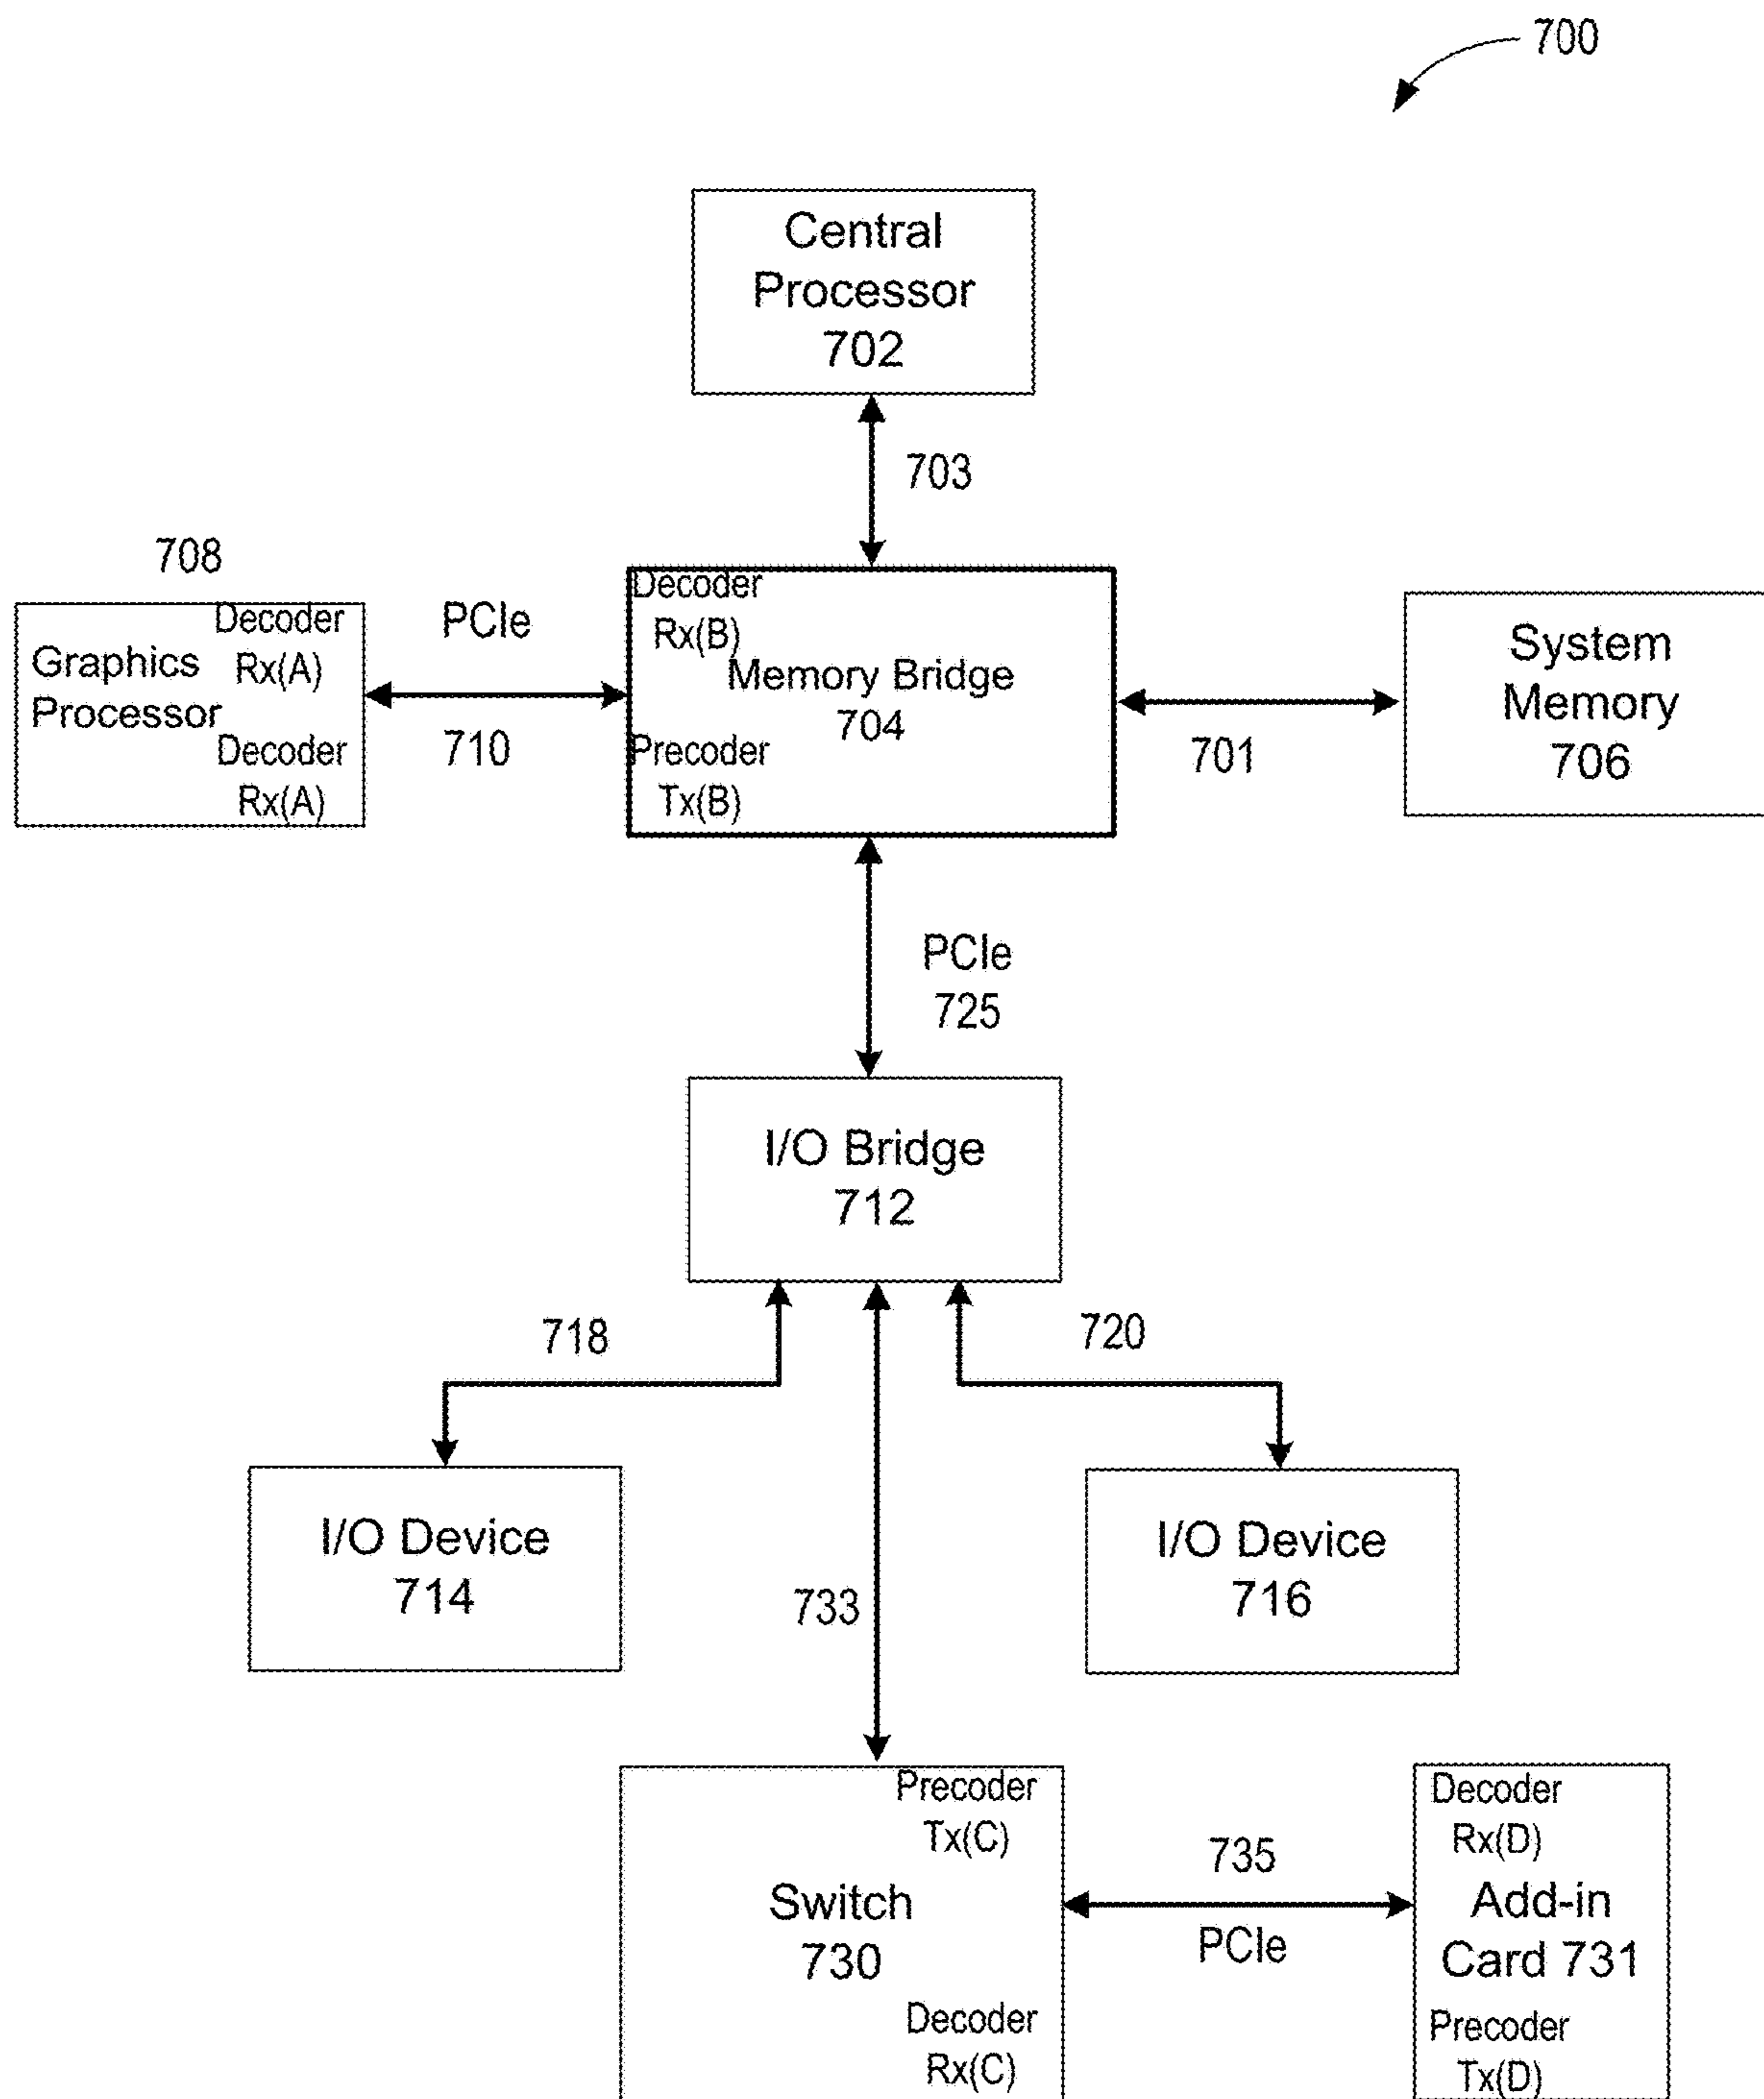 700
Central
Processor
702
703
708
Decoder
Rx(A)
Graphics
Processor
Decoder
Rx(A)
PCIe
710
Decoder
Rx(B)
Memory Bridge
704
Precoder
Tx(B)
701
System
Memory
706
PCIe
725
I/O Bridge
712
718
720
I/O Device
714
733
I/O Device
716
Precoder
Tx(C)
Switch
730
Decoder
Rx(C)
735
PCIe
Decoder
Rx(D)
Add-in
Card 731
Precoder
Tx(D)